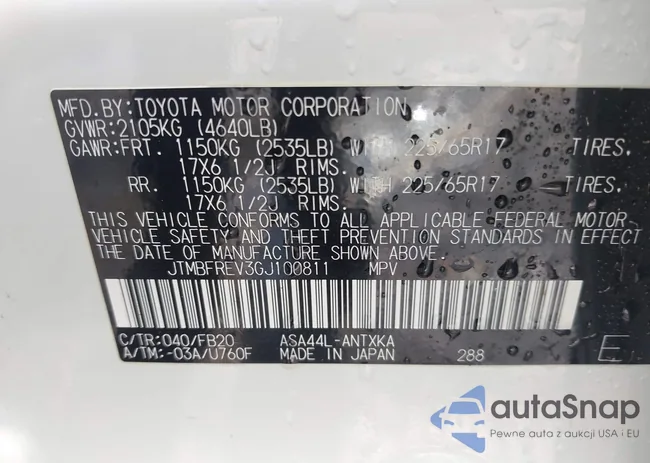 MFD.BY:TOYOTA MOTOR CORPORATION
GVWR:2105KG (4640LB)
GAWR:FRT. 1150KG (2535LB) WITH 225/65R17 TIRES,
17X6 1/2J RIMS.
RR. 1150KG (2535LB) WITH 225/65R17 TIRES,
17X6 1/2J RIMS.
THIS VEHICLE CONFORMS TO ALL APPLICABLE FEDERAL MOTOR
VEHICLE SAFETY AND THEFT PREVENTION STANDARDS IN EFFECT
ON THE DATE OF MANUFACTURE SHOWN ABOVE.
JTMBFREV3GJ100811 MPV
C/TR:040/FB20 ASA44L-ANTXKA
A/TM:-03A/U760F MADE IN JAPAN 288 E
autaSnap
Pewne auta z aukcji USA i EU